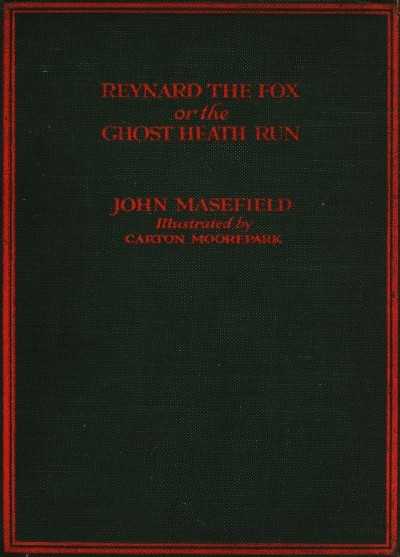 REYNARD THE FOX
or the
GHOST HEATH RUN
JOHN MASEFIELD
Illustrated by
CARTON MOOREPARK